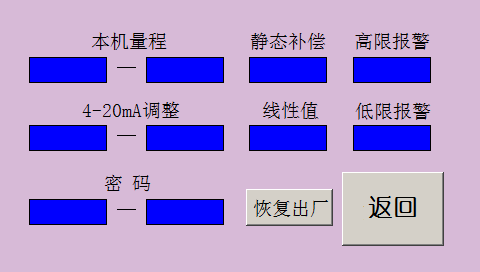 本机量程 静态补偿 高限报警
—
4-20mA调整 线性值 低限报警
—
密 码
— 恢复出厂 返回